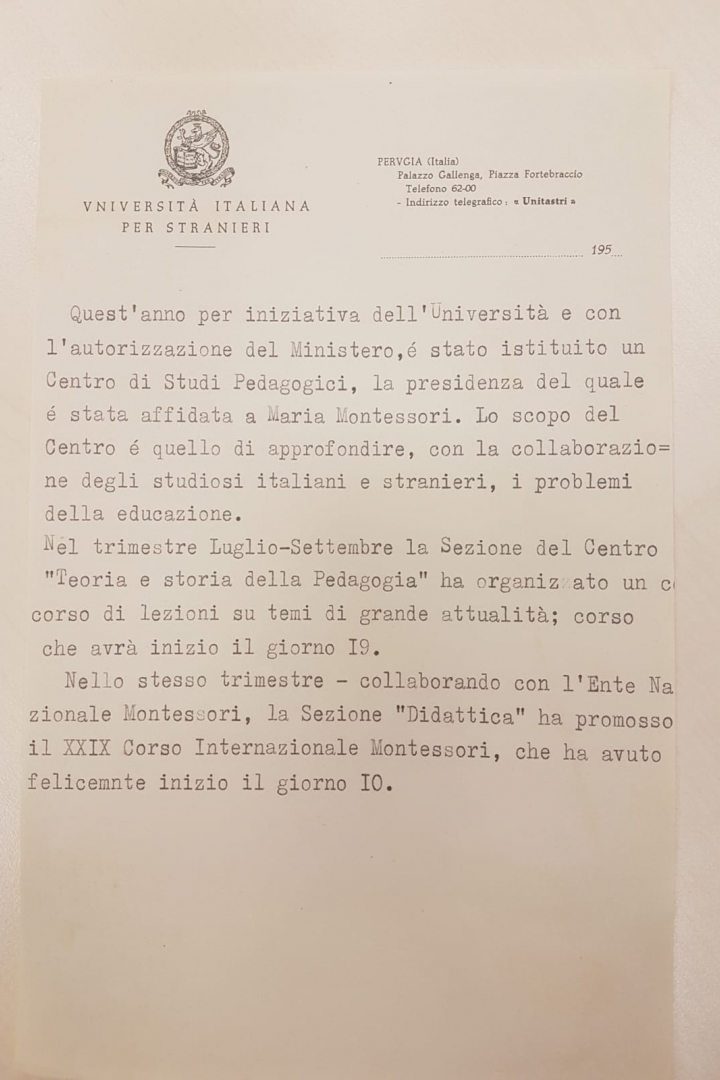 VNIVERSITÀ ITALIANA
PER STRANIERI
PERVGIA (Italia)
Palazzo Gallenga, Piazza Fortebraccio
Telefono 62-00
- Indirizzo telegrafico: « Unitastri »
195
Quest'anno per iniziativa dell'Università e con
l'autorizzazione del Ministero,é stato istituito un
Centro di Studi Pedagogici, la presidenza del quale
é stata affidata a Maria Montessori. Lo scopo del
Centro é quello di approfondire, con la collaborazio=
ne degli studiosi italiani e stranieri, i problemi
della educazione.
Nel trimestre Luglio-Settembre la Sezione del Centro
"Teoria e storia della Pedagogia" ha organizzato un c
corso di lezioni su temi di grande attualità; corso
che avrà inizio il giorno I9.
Nello stesso trimestre - collaborando con l'Ente Na
zionale Montessori, la Sezione "Didattica" ha promosso
il XXIX Corso Internazionale Montessori, che ha avuto
felicemnte inizio il giorno IO.